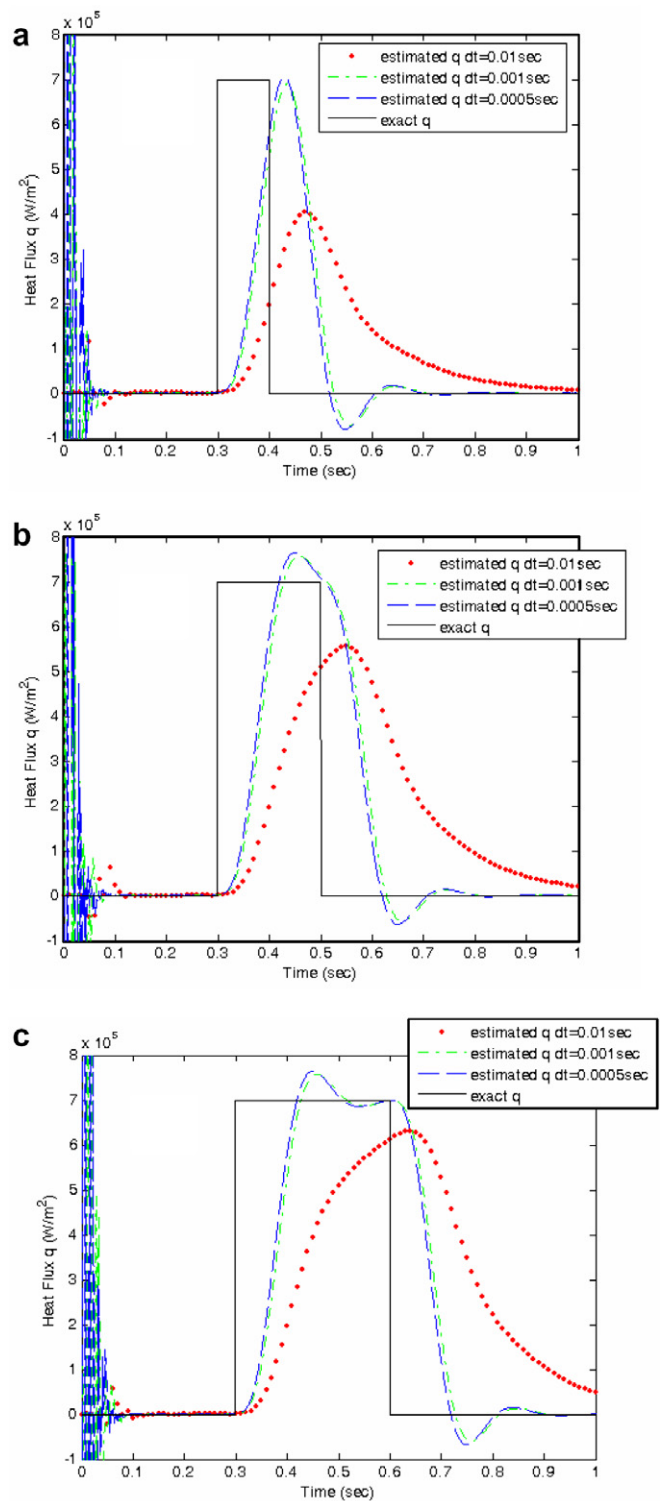 a
x 10⁵
8
7
6
5
4
3
2
1
0
-1
Heat Flux q (W/m²)
estimated q dt=0.01sec
estimated q dt=0.001sec
estimated q dt=0.0005sec
exact q
0 0.1 0.2 0.3 0.4 0.5 0.6 0.7 0.8 0.9 1
Time (sec)
b
x 10⁵
8
7
6
5
4
3
2
1
0
-1
Heat Flux q (W/m²)
estimated q dt=0.01sec
estimated q dt=0.001sec
estimated q dt=0.0005sec
exact q
0 0.1 0.2 0.3 0.4 0.5 0.6 0.7 0.8 0.9 1
Time (sec)
c
x 10⁵
8
7
6
5
4
3
2
1
0
-1
Heat Flux q (W/m²)
estimated q dt=0.01sec
estimated q dt=0.001sec
estimated q dt=0.0005sec
exact q
0 0.1 0.2 0.3 0.4 0.5 0.6 0.7 0.8 0.9 1
Time (sec)